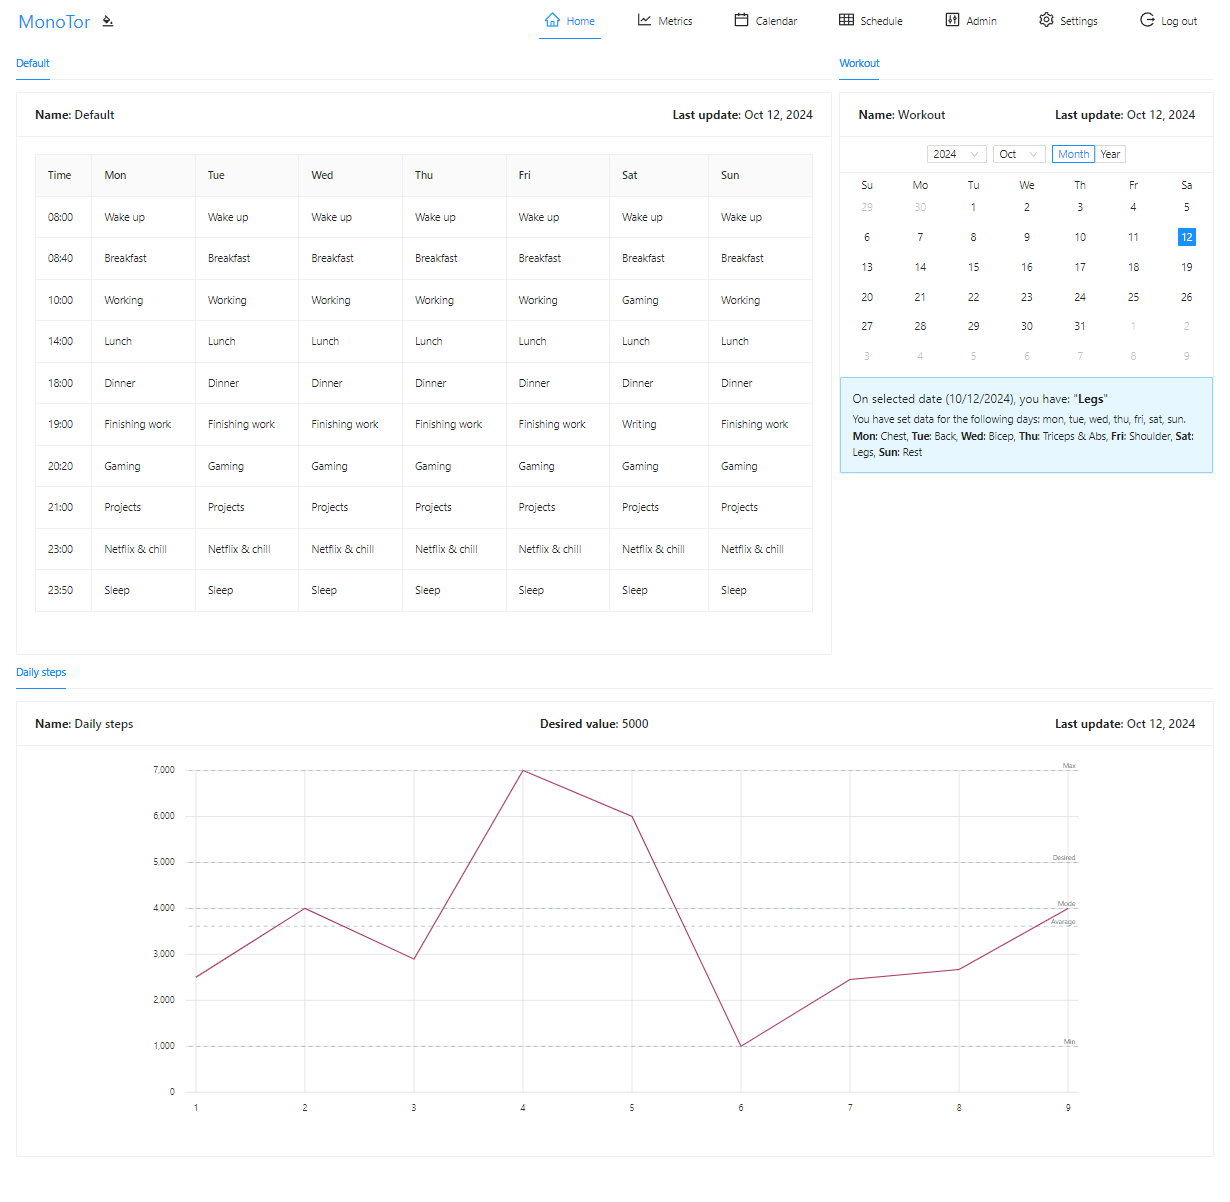 MonoTor
Home Metrics Calendar Schedule Admin Settings Log out
Default
Name: Default Last update: Oct 12, 2024
Time Mon Tue Wed Thu Fri Sat Sun
08:00 Wake up Wake up Wake up Wake up Wake up Wake up Wake up
08:40 Breakfast Breakfast Breakfast Breakfast Breakfast Breakfast Breakfast
10:00 Working Working Working Working Working Gaming Working
14:00 Lunch Lunch Lunch Lunch Lunch Lunch Lunch
18:00 Dinner Dinner Dinner Dinner Dinner Dinner Dinner
19:00 Finishing work Finishing work Finishing work Finishing work Finishing work Writing Finishing work
20:20 Gaming Gaming Gaming Gaming Gaming Gaming Gaming
21:00 Projects Projects Projects Projects Projects Projects Projects
23:00 Netflix & chill Netflix & chill Netflix & chill Netflix & chill Netflix & chill Netflix & chill Netflix & chill
23:50 Sleep Sleep Sleep Sleep Sleep Sleep Sleep
Workout
Name: Workout Last update: Oct 12, 2024
2024 Oct Month Year
Su Mo Tu We Th Fr Sa
29 30 1 2 3 4 5
6 7 8 9 10 11 12
13 14 15 16 17 18 19
20 21 22 23 24 25 26
27 28 29 30 31 1 2
3 4 5 6 7 8 9
On selected date (10/12/2024), you have: "Legs"
You have set data for the following days: mon, tue, wed, thu, fri, sat, sun.
Mon: Chest, Tue: Back, Wed: Bicep, Thu: Triceps & Abs, Fri: Shoulder, Sat:
Legs, Sun: Rest
Daily steps
Name: Daily steps Desired value: 5000 Last update: Oct 12, 2024
7,000 Max
6,000
5,000 Desired
4,000 Mode
Avarage
3,000
2,000
1,000 Min
0
1 2 3 4 5 6 7 8 9